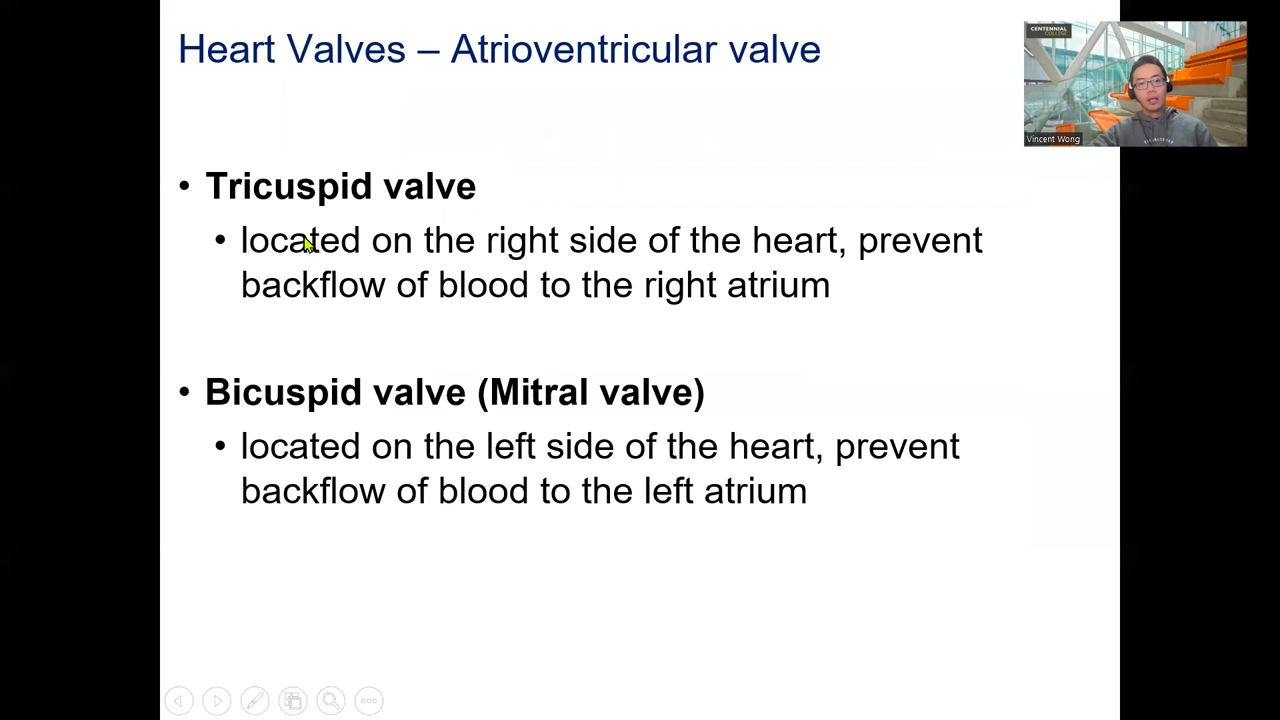 Heart Valves – Atrioventricular valve
CENTENNIAL
COLLEGE
Vincent Wong
• Tricuspid valve
• located on the right side of the heart, prevent
backflow of blood to the right atrium
• Bicuspid valve (Mitral valve)
• located on the left side of the heart, prevent
backflow of blood to the left atrium